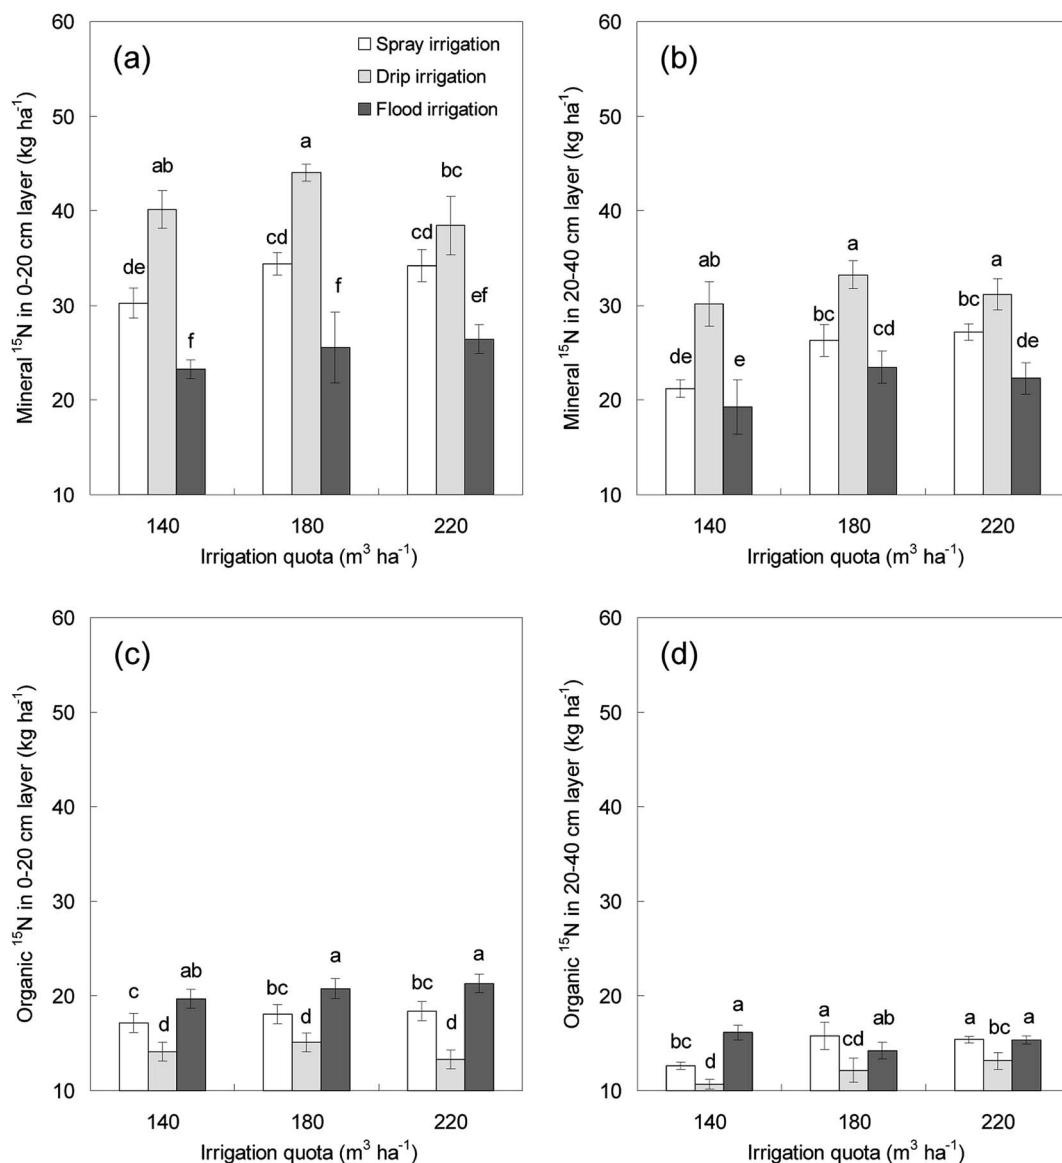 (a)
Spray irrigation
Drip irrigation
Flood irrigation
Mineral ¹⁵N in 0-20 cm layer (kg ha⁻¹)
60
50
40
30
20
10
de
ab
f
cd
a
f
cd
bc
ef
140
180
220
Irrigation quota (m³ ha⁻¹)
(b)
Mineral ¹⁵N in 20-40 cm layer (kg ha⁻¹)
60
50
40
30
20
10
de
ab
e
bc
a
cd
bc
a
de
140
180
220
Irrigation quota (m³ ha⁻¹)
(c)
Organic ¹⁵N in 0-20 cm layer (kg ha⁻¹)
60
50
40
30
20
10
c
d
ab
bc
d
a
bc
d
a
140
180
220
Irrigation quota (m³ ha⁻¹)
(d)
Organic ¹⁵N in 20-40 cm layer (kg ha⁻¹)
60
50
40
30
20
10
bc
d
a
a
cd
ab
a
bc
a
140
180
220
Irrigation quota (m³ ha⁻¹)